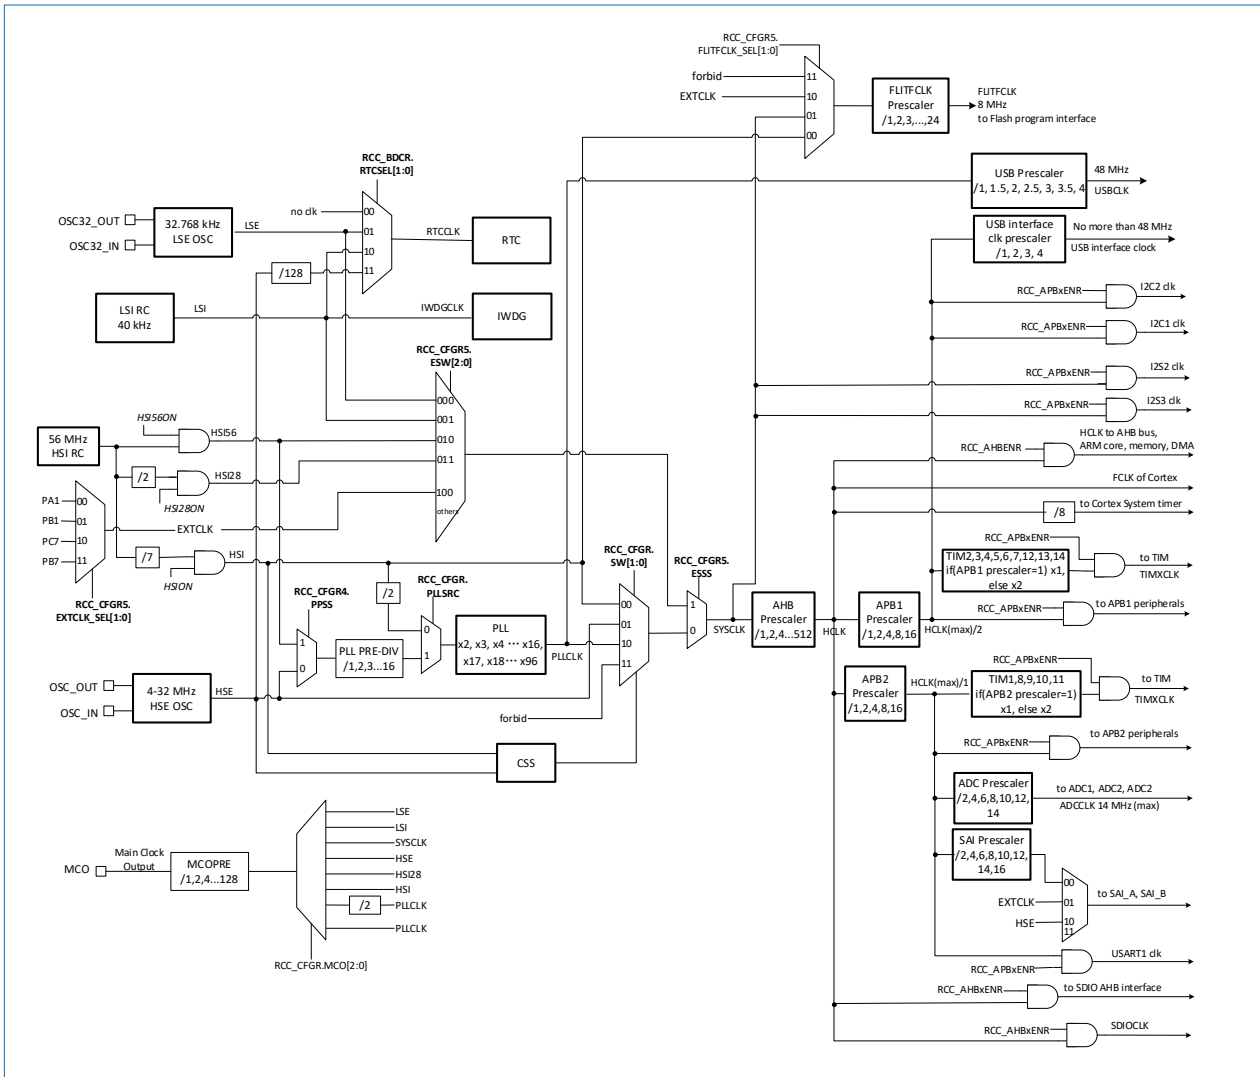 RCC_CFGR5.
FLITFCLK_SEL[1:0]
forbid
11
EXTCLK
10
01
00
FLITFCLK
Prescaler
/1,2,3,...,24
FLITFCLK
8 MHz
to Flash program interface
RCC_BDCR.
RTCSEL[1:0]
USB Prescaler
/1, 1.5, 2, 2.5, 3, 3.5, 4
48 MHz
USBCLK
OSC32_OUT
OSC32_IN
32.768 kHz
LSE OSC
LSE
no clk
00
01
10
11
/128
RTCCLK
RTC
USB interface
clk prescaler
/1, 2, 3, 4
No more than 48 MHz
USB interface clock
LSI RC
40 kHz
LSI
IWDGCLK
IWDG
RCC_APBxENR
I2C2 clk
RCC_APBxENR
I2C1 clk
RCC_CFGR5.
ESW[2:0]
000
001
010
011
100
others
RCC_APBxENR
I2S2 clk
RCC_APBxENR
I2S3 clk
HSI56ON
56 MHz
HSI RC
HSI56
/2
HSI28
HSI28ON
PA1
00
PB1
01
PC7
10
PB7
11
EXTCLK
RCC_CFGR5.
EXTCLK_SEL[1:0]
/7
HSI
HSION
RCC_AHBENR
HCLK to AHB bus,
ARM core, memory, DMA
FCLK of Cortex
/8
to Cortex System timer
RCC_APBxENR
TIM2,3,4,5,6,7,12,13,14
if(APB1 prescaler=1) x1,
else x2
to TIM
TIMXCLK
RCC_CFGR4.
PPSS
1
0
/2
RCC_CFGR.
PLLSRC
0
1
PLL PRE-DIV
/1,2,3...16
PLL
x2, x3, x4 ··· x16,
x17, x18··· x96
PLLCLK
RCC_CFGR.
SW[1:0]
00
01
10
11
RCC_CFGR5.
ESSS
1
0
SYSCLK
AHB
Prescaler
/1,2,4...512
HCLK
APB1
Prescaler
/1,2,4,8,16
HCLK(max)/2
RCC_APBxENR
to APB1 peripherals
OSC_OUT
OSC_IN
4-32 MHz
HSE OSC
HSE
forbid
CSS
APB2
Prescaler
/1,2,4,8,16
HCLK(max)/1
RCC_APBxENR
TIM1,8,9,10,11
if(APB2 prescaler=1)
x1, else x2
to TIM
TIMXCLK
RCC_APBxENR
to APB2 peripherals
ADC Prescaler
/2,4,6,8,10,12,
14
to ADC1, ADC2, ADC2
ADCCLK 14 MHz (max)
SAI Prescaler
/2,4,6,8,10,12,
14,16
00
EXTCLK
01
HSE
10
11
to SAI_A, SAI_B
MCO
Main Clock
Output
MCOPRE
/1,2,4...128
LSE
LSI
SYSCLK
HSE
HSI28
HSI
/2
PLLCLK
PLLCLK
RCC_CFGR.MCO[2:0]
RCC_APBxENR
USART1 clk
RCC_AHBxENR
to SDIO AHB interface
RCC_AHBxENR
SDIOCLK